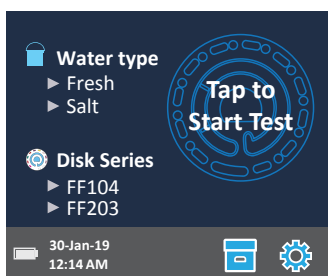 Water type
► Fresh
► Salt
Tap to
Start Test
Disk Series
► FF104
► FF203
30-Jan-19
12:14 AM